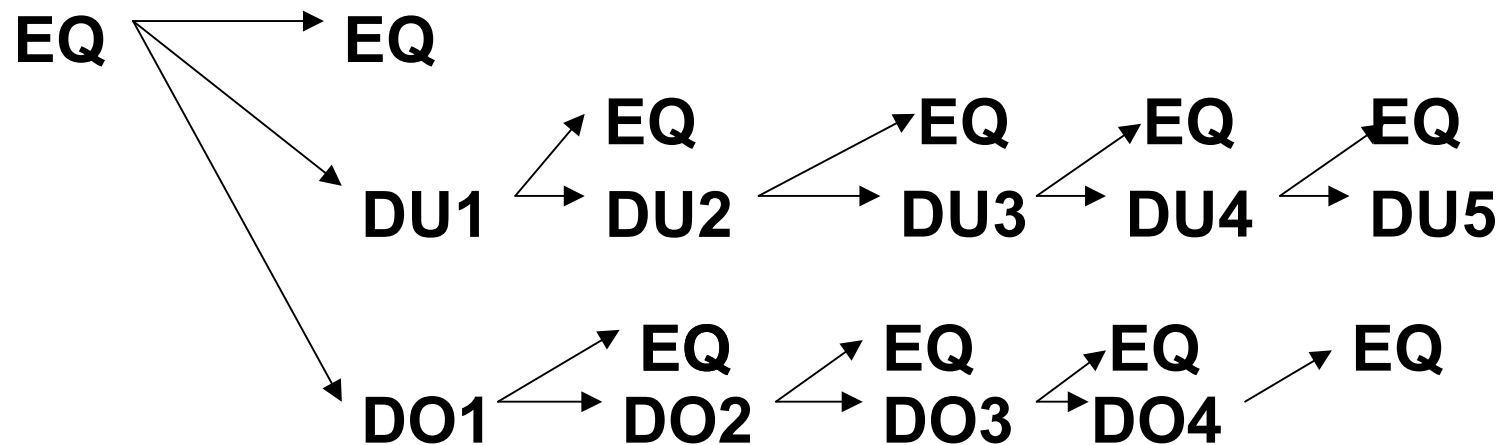 EQ EQ
EQ EQ EQ EQ
DU1 DU2 DU3 DU4 DU5
EQ EQ EQ EQ
DO1 DO2 DO3 DO4